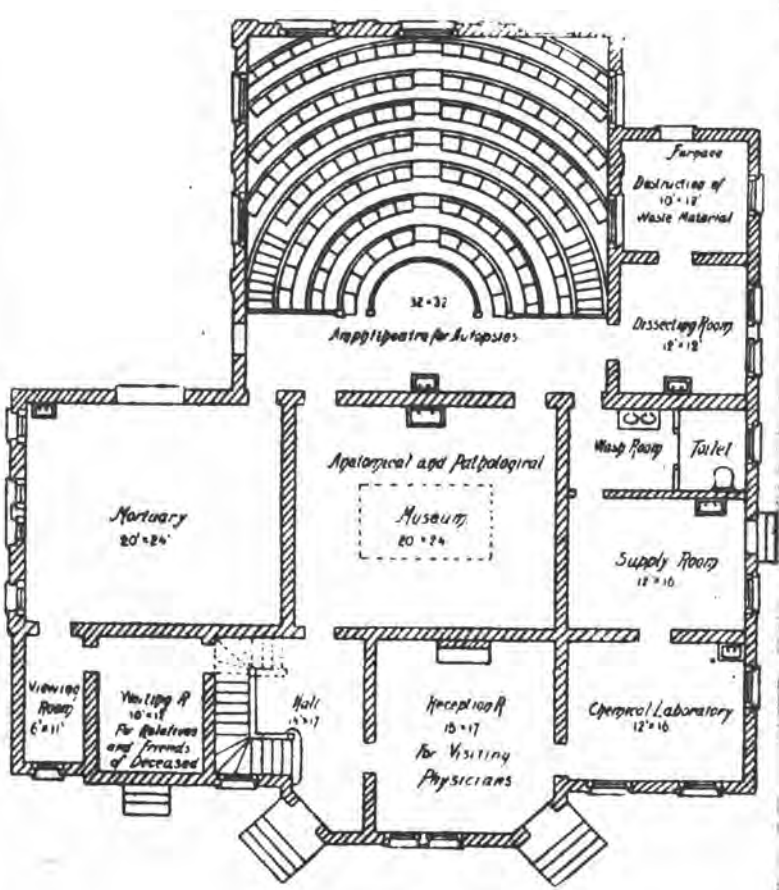 Furnace
Destruction of
10'×12'
Waste Material
32×32
Amphitheatre for Autopsies
Dissecting Room
12'×12'
Wash Room
Toilet
Anatomical and Pathological
Museum
20×24
Mortuary
20'×24'
Supply Room
12×16
Viewing
Room
6'×11'
Waiting R
10'×12'
For Relatives
and Friends
of Deceased
Hall
Reception R
15×17
For Visiting
Physicians
Chemical Laboratory
12'×16